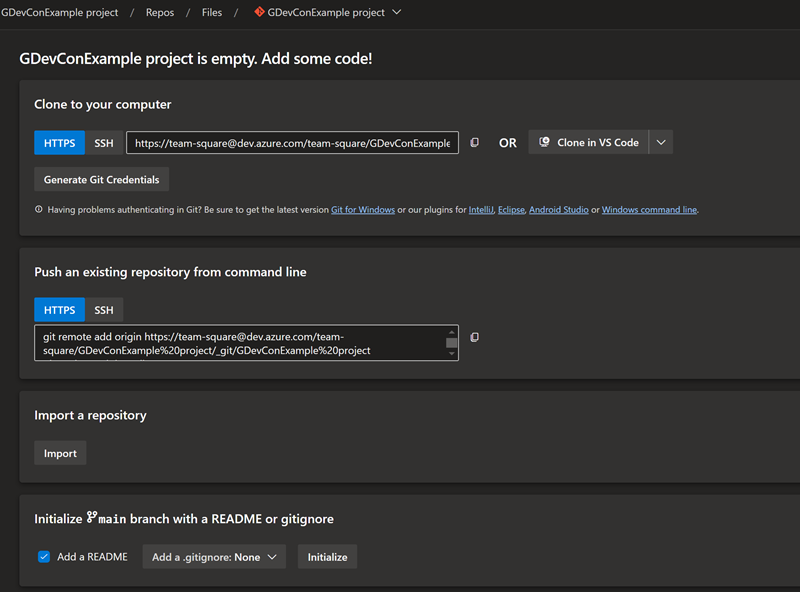 GDevConExample project / Repos / Files / GDevConExample project
GDevConExample project is empty. Add some code!
Clone to your computer
HTTPS SSH https://team-square@dev.azure.com/team-square/GDevConExample OR Clone in VS Code
Generate Git Credentials
Having problems authenticating in Git? Be sure to get the latest version Git for Windows or our plugins for IntelliJ, Eclipse, Android Studio or Windows command line.
Push an existing repository from command line
HTTPS SSH
git remote add origin https://team-square@dev.azure.com/team-
square/GDevConExample%20project/_git/GDevConExample%20project
Import a repository
Import
Initialize main branch with a README or gitignore
Add a README Add a .gitignore: None Initialize